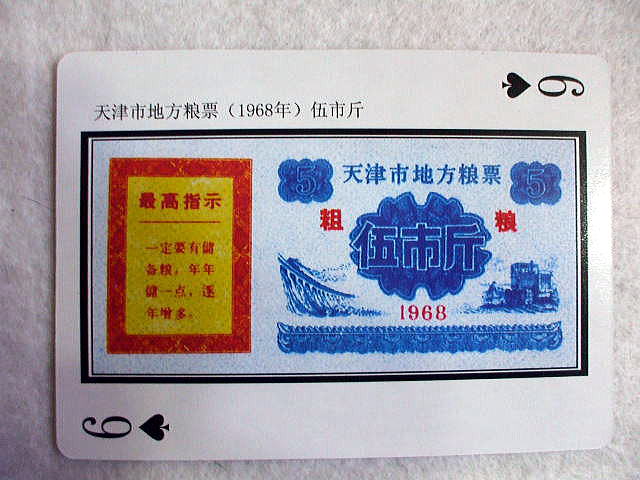 6
天津市地方粮票（1968年）伍市斤
最高指示
一定要有儲
备粮，年年
儲一点，逐
年增多。
5 天津市地方粮票 5
粗 粮
伍市斤
1968
6